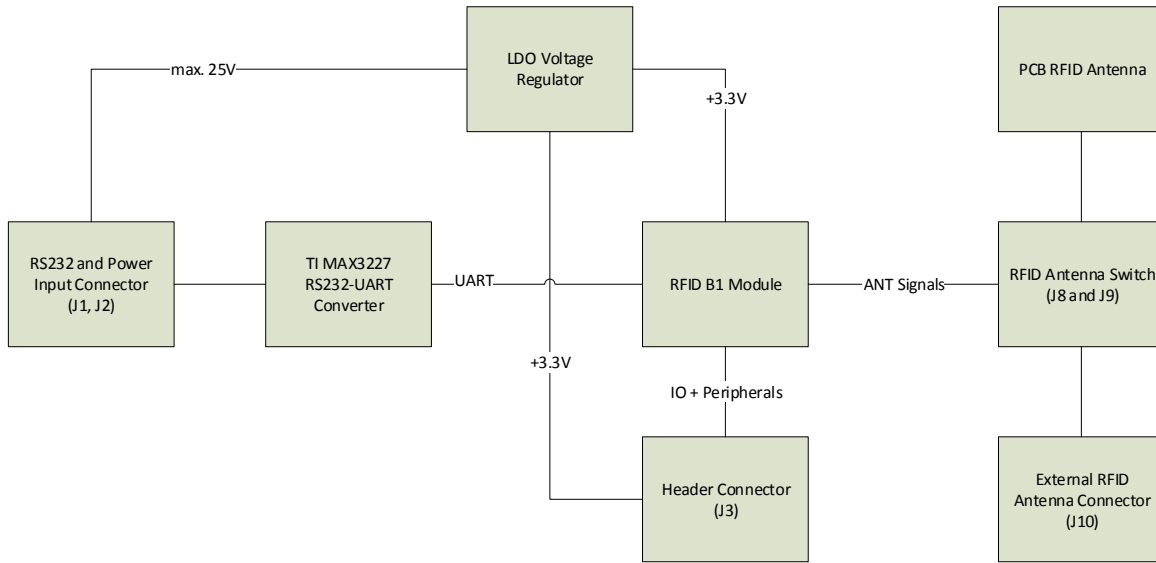 LDO Voltage
Regulator
PCB RFID Antenna
max. 25V
+3.3V
RS232 and Power
Input Connector
(J1, J2)
TI MAX3227
RS232-UART
Converter
UART
RFID B1 Module
ANT Signals
RFID Antenna Switch
(J8 and J9)
+3.3V
IO + Peripherals
Header Connector
(J3)
External RFID
Antenna Connector
(J10)